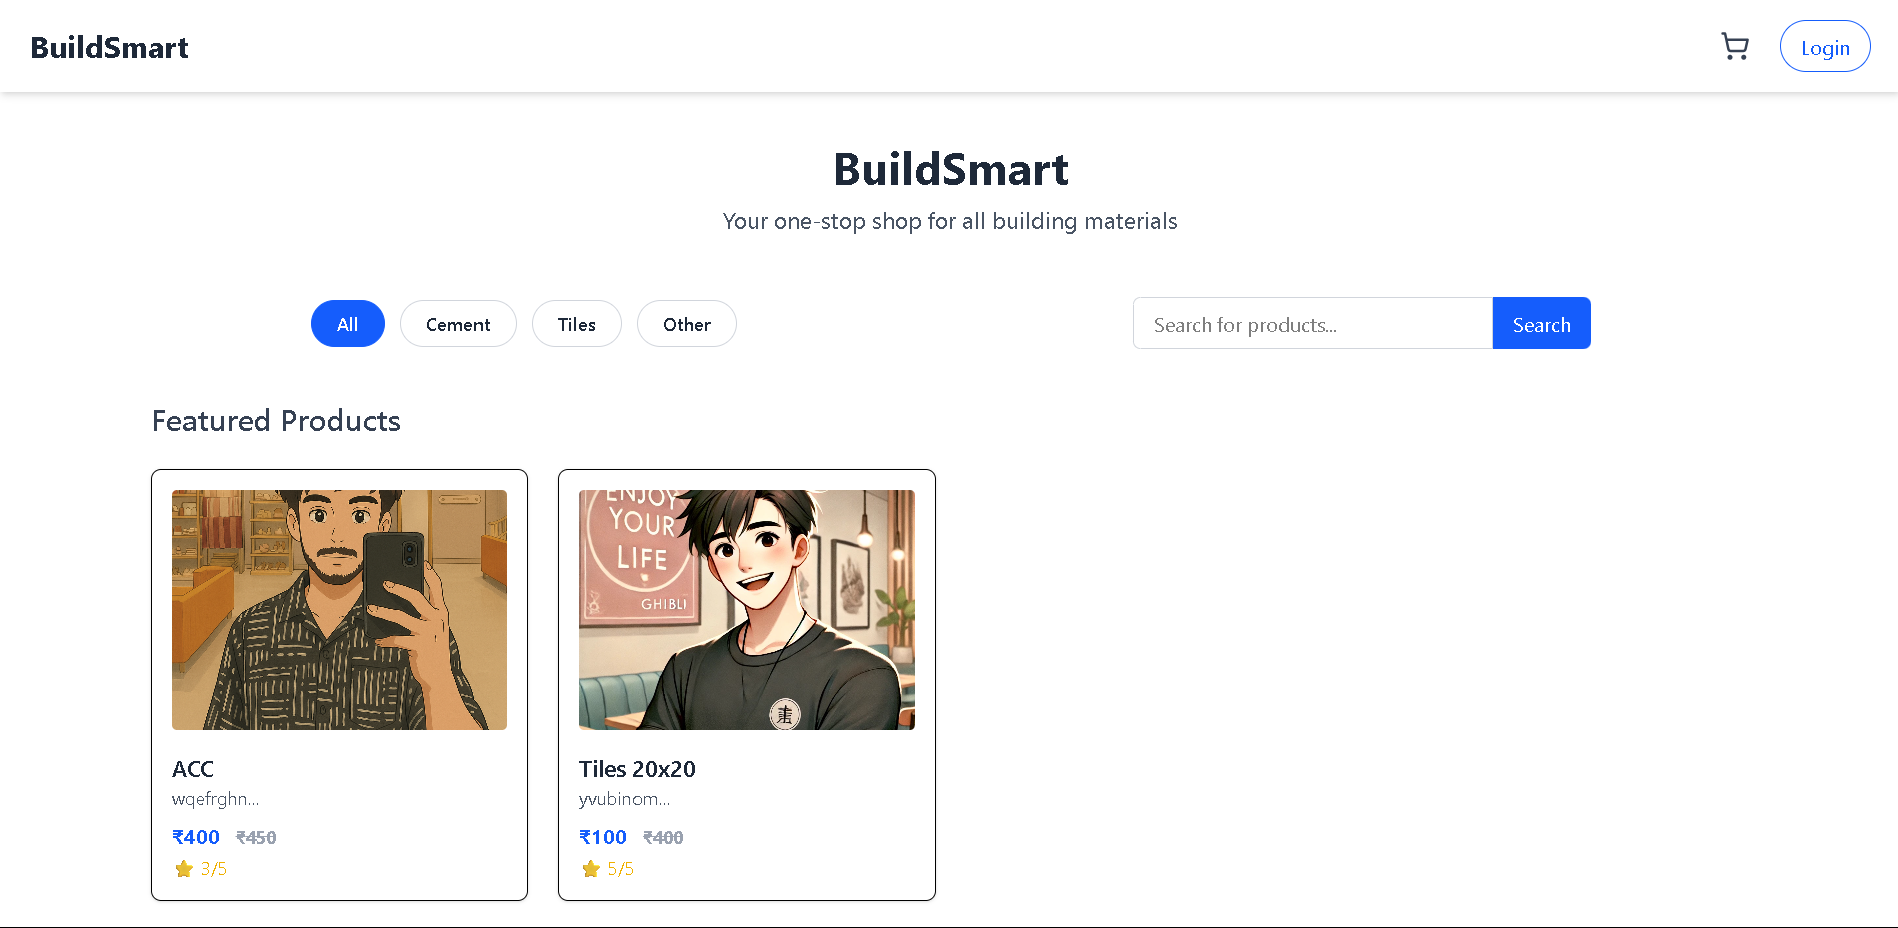 BuildSmart
Login
BuildSmart
Your one-stop shop for all building materials
All
Cement
Tiles
Other
Search for products...
Search
Featured Products
ENJOY
YOUR
LIFE
GHIBLI
ACC
wqefrghn...
₹400 ₹450
3/5
Tiles 20x20
yvubinom...
₹100 ₹400
5/5